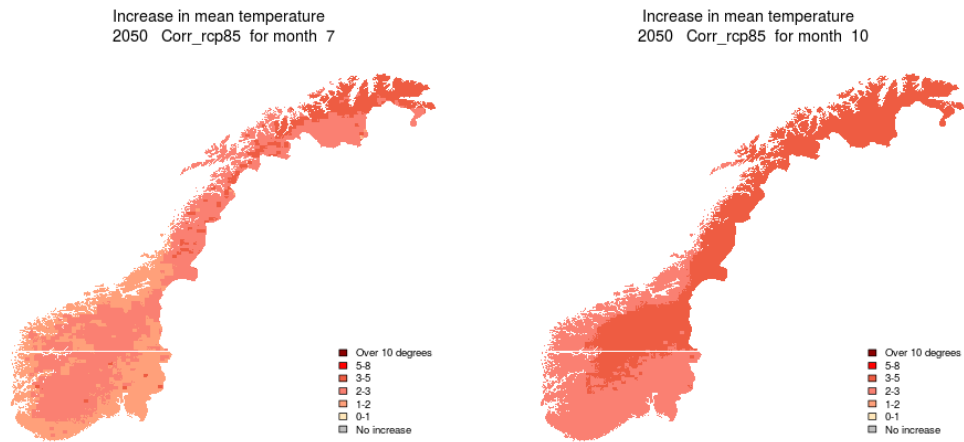 Increase in mean temperature
2050 Corr_rcp85 for month 7
Over 10 degrees
5-8
3-5
2-3
1-2
0-1
No increase
Increase in mean temperature
2050 Corr_rcp85 for month 10
Over 10 degrees
5-8
3-5
2-3
1-2
0-1
No increase